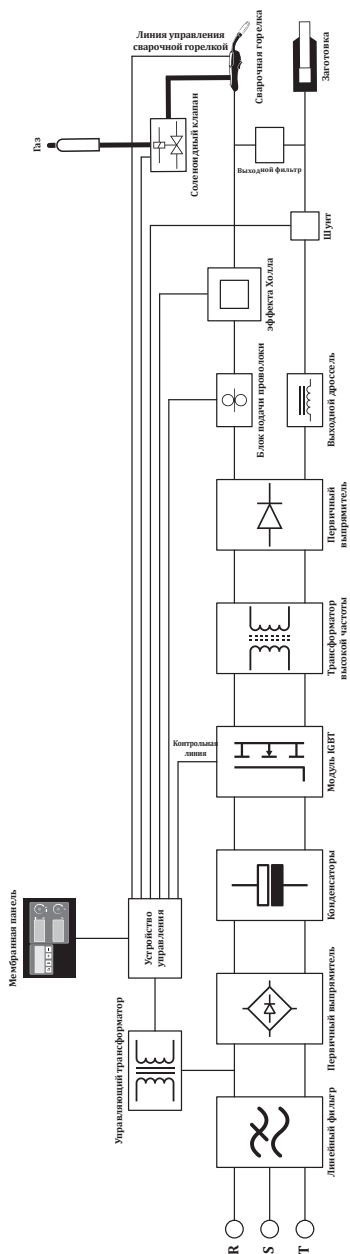 Линия управления
сварочной горелкой
Сварочная горелка
Заготовка
Газ
Соленоидный клапан
Выходной фильтр
Шунт
эффекта Холла
Блок подачи проволоки
Выходной дроссель
Первичный
выпрямитель
Трансформатор
высокой частоты
Контрольная
линия
Модуль IGBT
Конденсаторы
Мембранная панель
Устройство
управления
Первичный выпрямитель
Управляющий трансформатор
Линейный фильтр
R
S
T